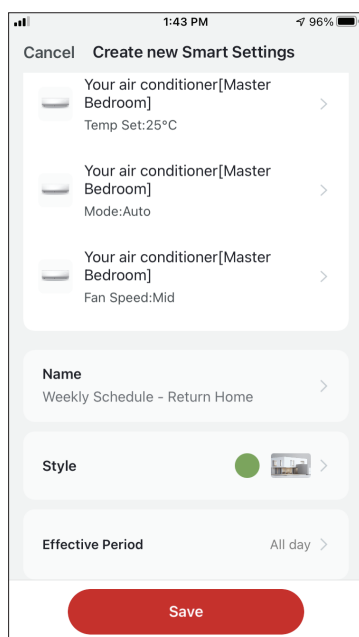 1:43 PM
96%
Cancel Create new Smart Settings
Your air conditioner[Master
Bedroom]
Temp Set:25°C
Your air conditioner[Master
Bedroom]
Mode:Auto
Your air conditioner[Master
Bedroom]
Fan Speed:Mid
Name
Weekly Schedule - Return Home
Style
Effective Period All day
Save